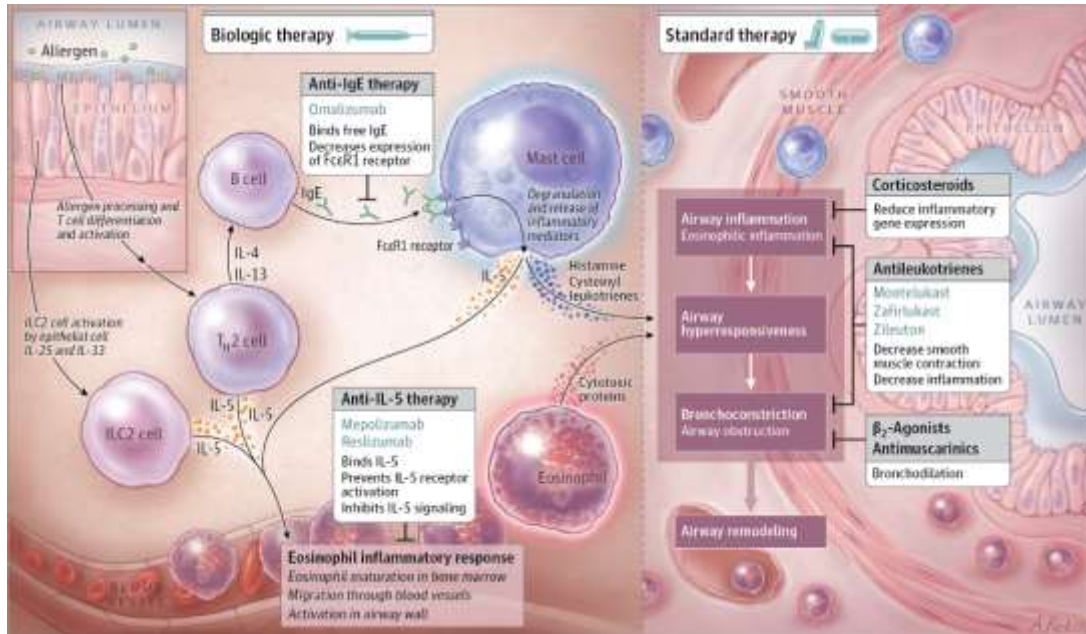 AIRWAY LUMEN
Allergen
EPITHELIUM
Allergen processing and
T cell differentiation
and activation
ILC2 cell activation
by epithelial cell
IL-25 and IL-33
Biologic therapy
Anti-IgE therapy
Omalizumab
Binds free IgE
Decreases expression
of FcεR1 receptor
B cell
IgE
IL-4
IL-13
TH2 cell
ILC2 cell
IL-5
IL-5
IL-5
FcεR1 receptor
Mast cell
Degranulation
and release of
inflammatory
mediators
IL-5
Histamine
Cysteinyl
leukotrienes
Anti-IL-5 therapy
Mepolizumab
Reslizumab
Binds IL-5
Prevents IL-5 receptor
activation
Inhibits IL-5 signaling
Cytotoxic
proteins
Eosinophil
BLOOD
VESSEL
Eosinophil inflammatory response
Eosinophil maturation in bone marrow
Migration through blood vessels
Activation in airway wall
Standard therapy
SMOOTH
MUSCLE
EPITHELIUM
AIRWAY
LUMEN
Airway inflammation
Eosinophilic inflammation
Airway
hyperresponsiveness
Bronchoconstriction
Airway obstruction
Airway remodeling
Corticosteroids
Reduce inflammatory
gene expression
Antileukotrienes
Montelukast
Zafirlukast
Zileuton
Decrease smooth
muscle contraction
Decrease inflammation
β2-Agonists
Antimuscarinics
Bronchodilation